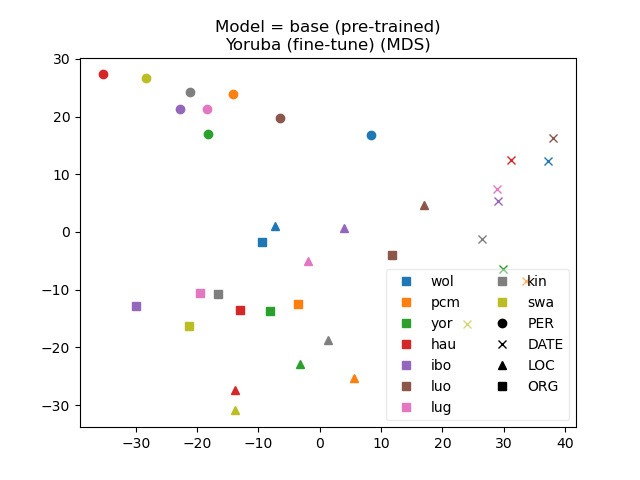 Model = base (pre-trained)
Yoruba (fine-tune) (MDS)
30
20
10
0
−10
−20
−30
−30
−20
−10
0
10
20
30
40
wol
pcm
yor
hau
ibo
luo
lug
kin
swa
PER
DATE
LOC
ORG